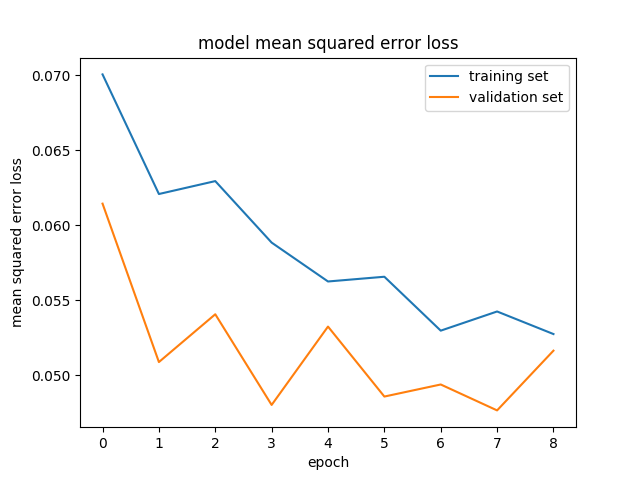 model mean squared error loss
training set
validation set
0.070
0.065
0.060
0.055
0.050
mean squared error loss
0 1 2 3 4 5 6 7 8
epoch